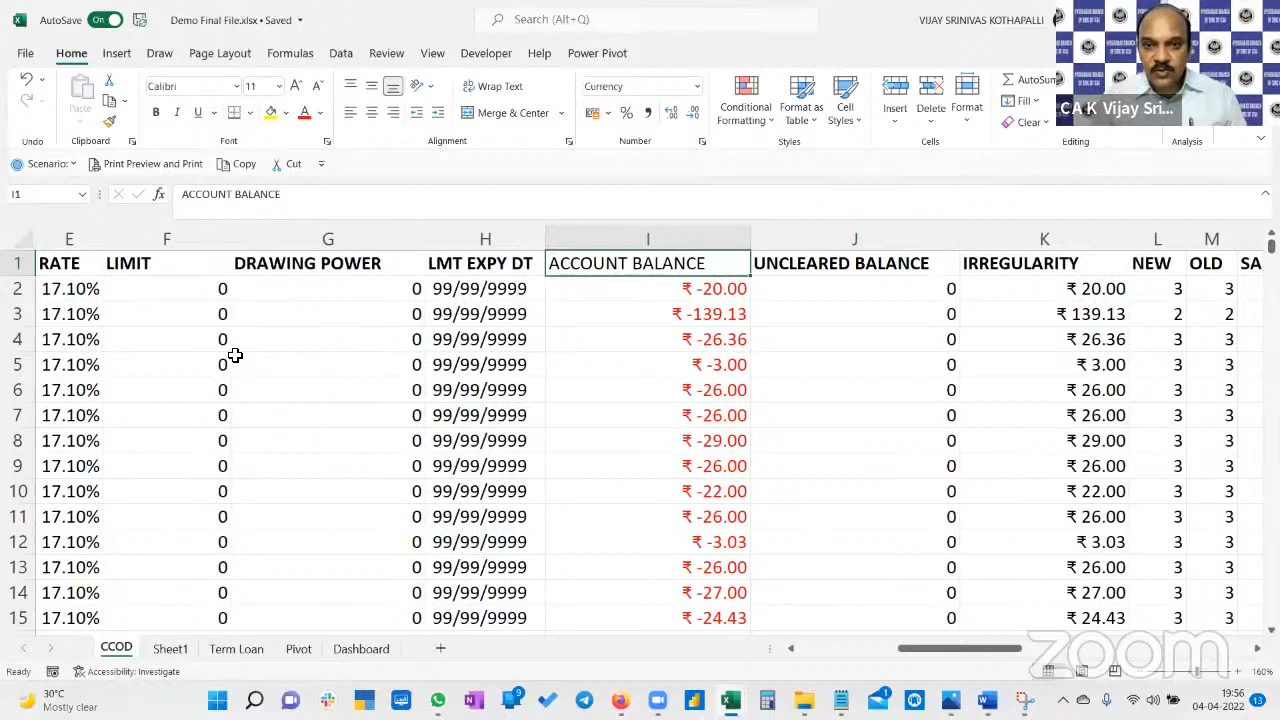 AutoSave On Demo Final File.xlsx • Saved Search (Alt+Q) VIJAY SRINIVAS KOTHAPALLI
File Home Insert Draw Page Layout Formulas Data Review View Develo wer Pivot
Calibri 11 Wrap Text Currency AutoSum
Paste Merge & Center Conditional Formatting Format as Table Cell Styles Insert Delete Format Fill Clear
C A K Vijay Sri...
Undo Clipboard Font Alignment Number Styles Cells Editing Analysis
Scenario: Print Preview and Print Copy Cut
I1 fx ACCOUNT BALANCE
E F G H I J K L M
1 RATE LIMIT DRAWING POWER LMT EXPY DT ACCOUNT BALANCE UNCLEARED BALANCE IRREGULARITY NEW OLD SA
2 17.10% 0 0 99/99/9999 ₹ -20.00 0 ₹ 20.00 3 3
3 17.10% 0 0 99/99/9999 ₹ -139.13 0 ₹ 139.13 2 2
4 17.10% 0 0 99/99/9999 ₹ -26.36 0 ₹ 26.36 3 3
5 17.10% 0 0 99/99/9999 ₹ -3.00 0 ₹ 3.00 3 3
6 17.10% 0 0 99/99/9999 ₹ -26.00 0 ₹ 26.00 3 3
7 17.10% 0 0 99/99/9999 ₹ -26.00 0 ₹ 26.00 3 3
8 17.10% 0 0 99/99/9999 ₹ -29.00 0 ₹ 29.00 3 3
9 17.10% 0 0 99/99/9999 ₹ -26.00 0 ₹ 26.00 3 3
10 17.10% 0 0 99/99/9999 ₹ -22.00 0 ₹ 22.00 3 3
11 17.10% 0 0 99/99/9999 ₹ -26.00 0 ₹ 26.00 3 3
12 17.10% 0 0 99/99/9999 ₹ -3.03 0 ₹ 3.03 3 3
13 17.10% 0 0 99/99/9999 ₹ -26.00 0 ₹ 26.00 3 3
14 17.10% 0 0 99/99/9999 ₹ -27.00 0 ₹ 27.00 3 3
15 17.10% 0 0 99/99/9999 ₹ -24.43 0 ₹ 24.43 3 3
CCOD Sheet1 Term Loan Pivot Dashboard
zoom
Ready Accessibility: Investigate 160%
30°C 19:56
Mostly clear 04-04-2022 13